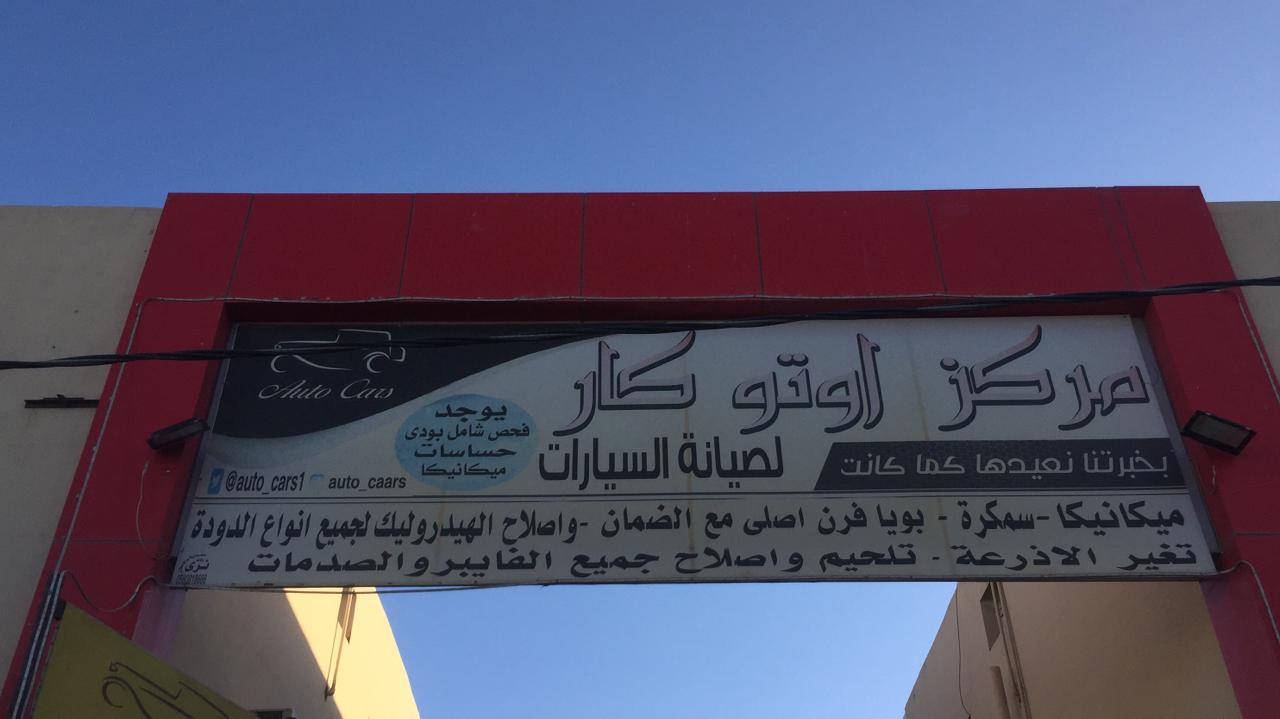 مركز اوتو كار
لصيانة السيارات
بخبرتنا نعيدها كما كانت
Auto Cars
يوجد
فحص شامل بودى
حساسات
ميكانيكا
@auto_cars1 auto_caars
ميكانيكا -سمكرة - بويا فرن اصلى مع الضمان -واصلاح الهيدروليك لجميع انواع الددودة
تغير الاذرعة - تلحيم واصلاح جميع الفايبر والصدمات